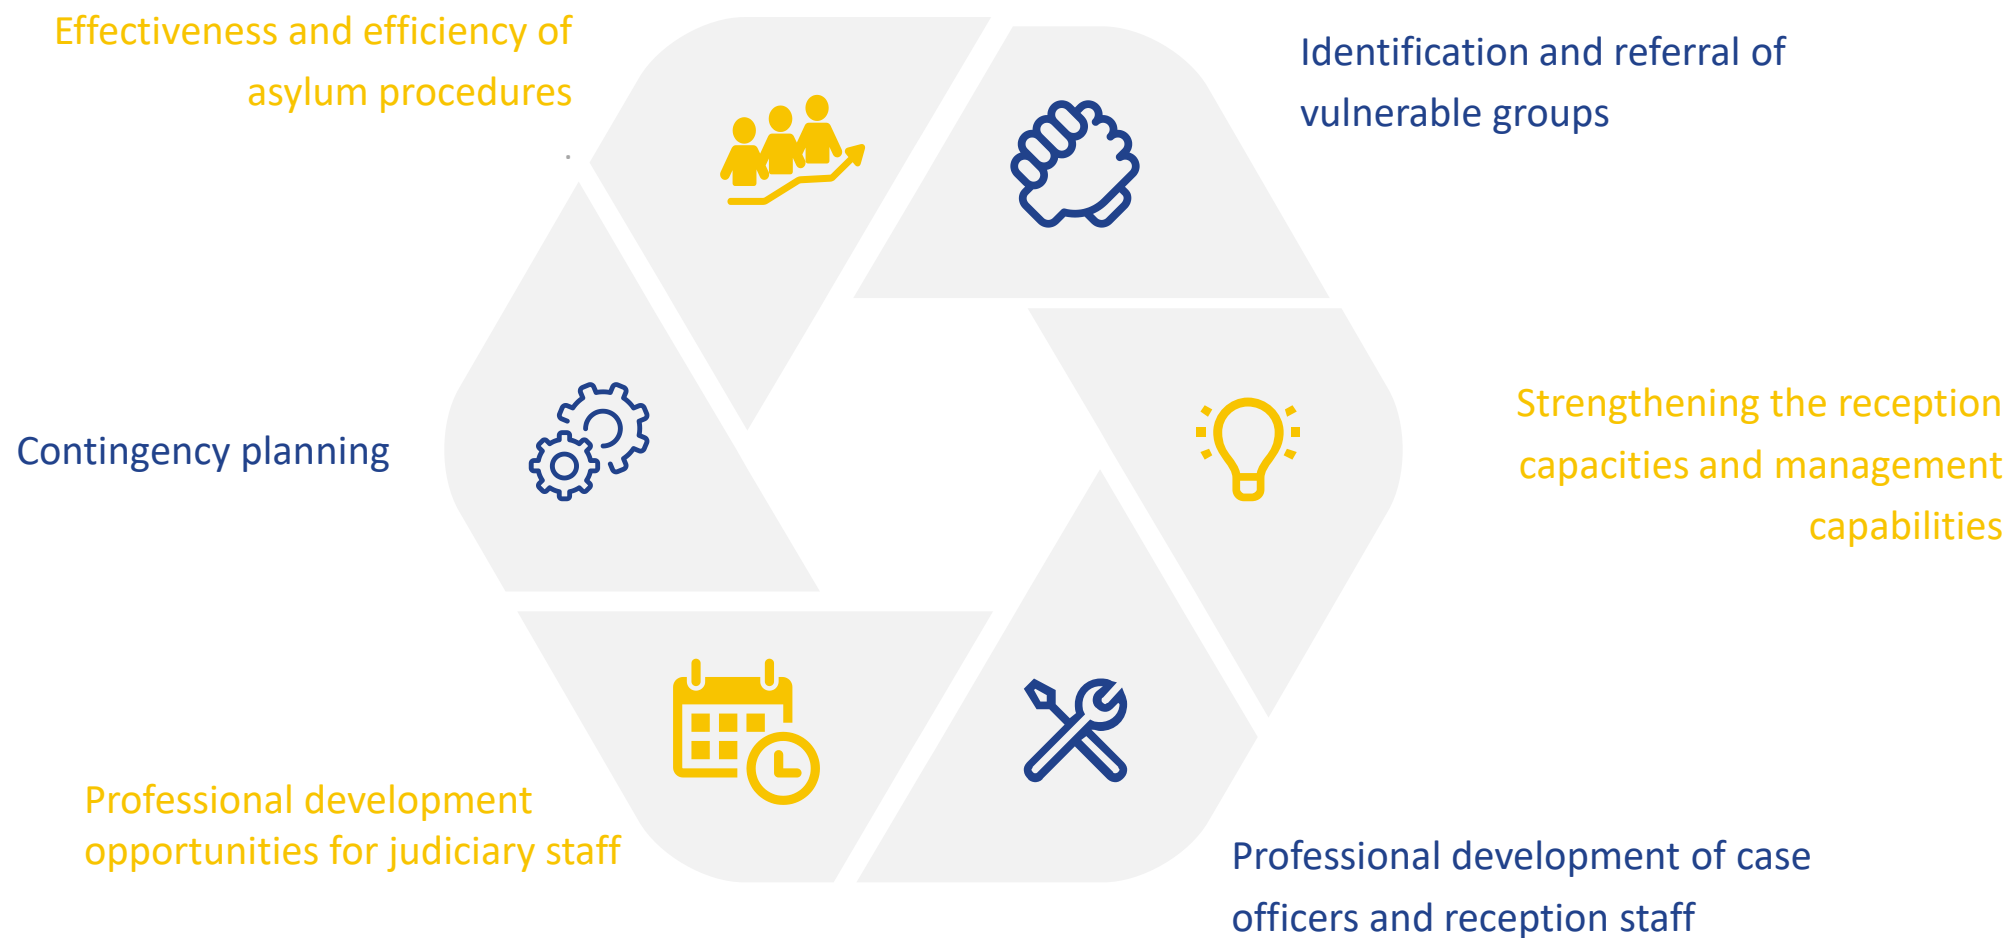 Effectiveness and efficiency of
asylum procedures
.
Identification and referral of
vulnerable groups
Strengthening the reception
capacities and management
capabilities
Contingency planning
Professional development
opportunities for judiciary staff
Professional development of case
officers and reception staff